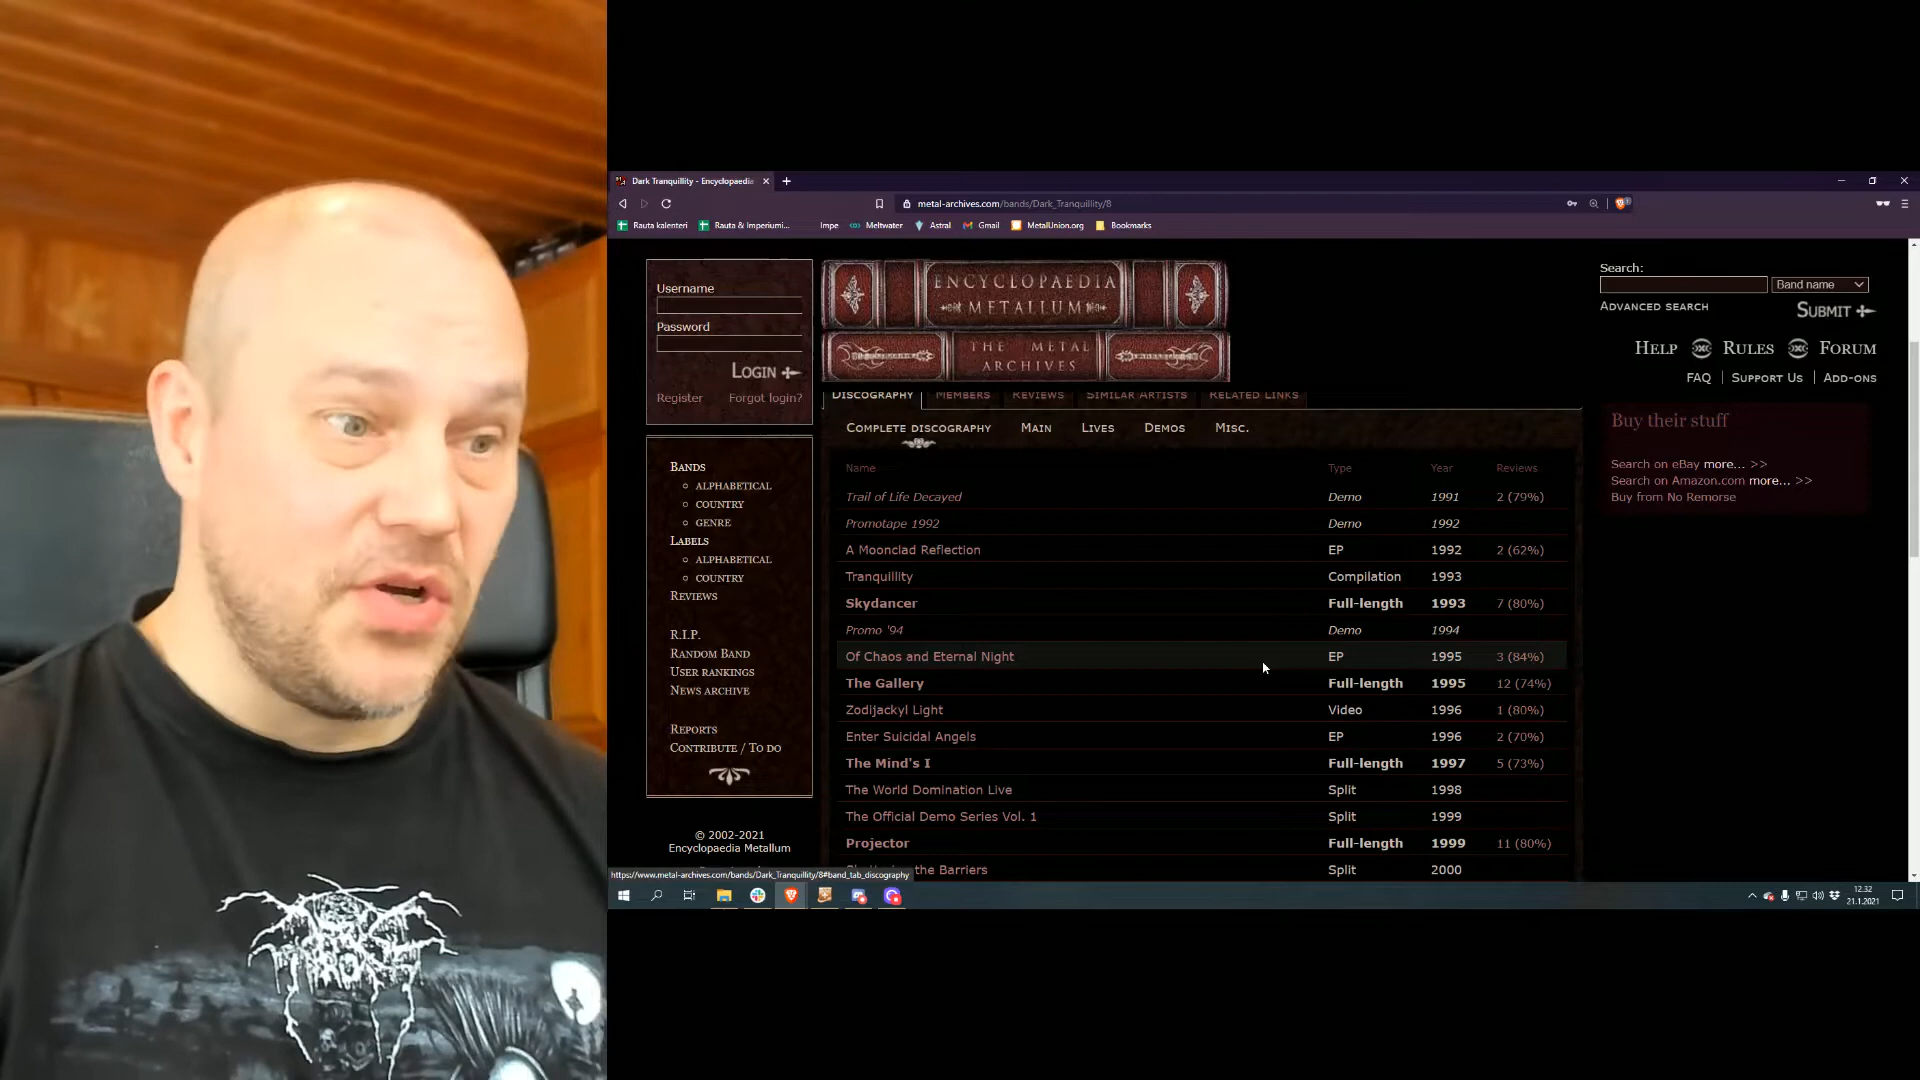 Dark Tranquillity - Encyclopaedia
metal-archives.com/bands/Dark_Tranquillity/8
Rauta kalenteri
Rauta & Imperiumi...
Impe
Meltwater
Astral
Gmail
MetalUnion.org
Bookmarks
Username
Password
LOGIN
Register
Forgot login?
ENCYCLOPAEDIA
METALLUM
THE METAL
ARCHIVES
Search:
Band name
ADVANCED SEARCH
SUBMIT
HELP
RULES
FORUM
FAQ
SUPPORT US
ADD-ONS
BANDS
ALPHABETICAL
COUNTRY
GENRE
LABELS
ALPHABETICAL
COUNTRY
REVIEWS
R.I.P.
RANDOM BAND
USER RANKINGS
NEWS ARCHIVE
REPORTS
CONTRIBUTE / TO DO
© 2002-2021
Encyclopaedia Metallum
DISCOGRAPHY
MEMBERS
REVIEWS
SIMILAR ARTISTS
RELATED LINKS
COMPLETE DISCOGRAPHY
MAIN
LIVES
DEMOS
MISC.
Name Type Year Reviews
Trail of Life Decayed Demo 1991 2 (79%)
Promotape 1992 Demo 1992
A Moonclad Reflection EP 1992 2 (62%)
Tranquillity Compilation 1993
Skydancer Full-length 1993 7 (80%)
Promo '94 Demo 1994
Of Chaos and Eternal Night EP 1995 3 (84%)
The Gallery Full-length 1995 12 (74%)
Zodijackyl Light Video 1996 1 (80%)
Enter Suicidal Angels EP 1996 2 (70%)
The Mind's I Full-length 1997 5 (73%)
The World Domination Live Split 1998
The Official Demo Series Vol. 1 Split 1999
Projector Full-length 1999 11 (80%)
the Barriers Split 2000
Buy their stuff
Search on eBay more... >>
Search on Amazon.com more... >>
Buy from No Remorse
https://www.metal-archives.com/bands/Dark_Tranquillity/8#band_tab_discography
12.32
21.1.2021